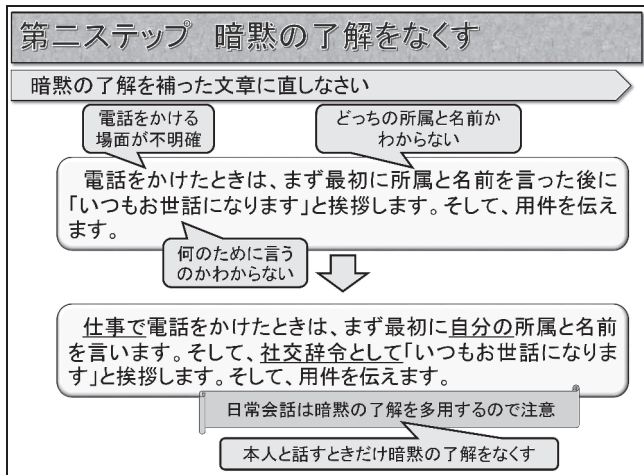 第二ステップ 暗黙の了解をなくす
暗黙の了解を補った文章に直しなさい
電話をかける
場面が不明確
どっちの所属と名前か
わからない
電話をかけたときは、まず最初に所属と名前を言った後に
「いつもお世話になります」と挨拶します。そして、用件を伝え
ます。
何のために言う
のかわからない
仕事で電話をかけたときは、まず最初に自分の所属と名前
を言います。そして、社交辞令として「いつもお世話になりま
す」と挨拶します。そして、用件を伝えます。
日常会話は暗黙の了解を多用するので注意
本人と話すときだけ暗黙の了解をなくす